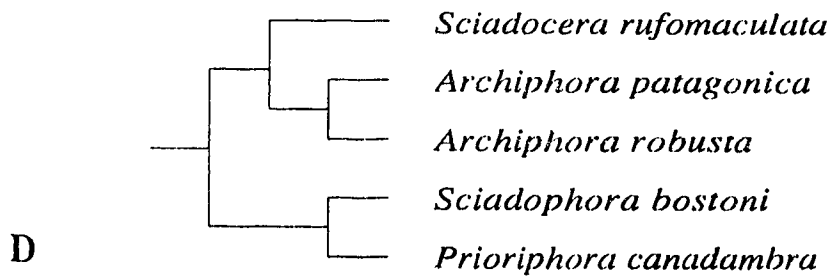 Sciadocera rufomaculata
Archiphora patagonica
Archiphora robusta
Sciadophora bostoni
D
Prioriphora canadambra